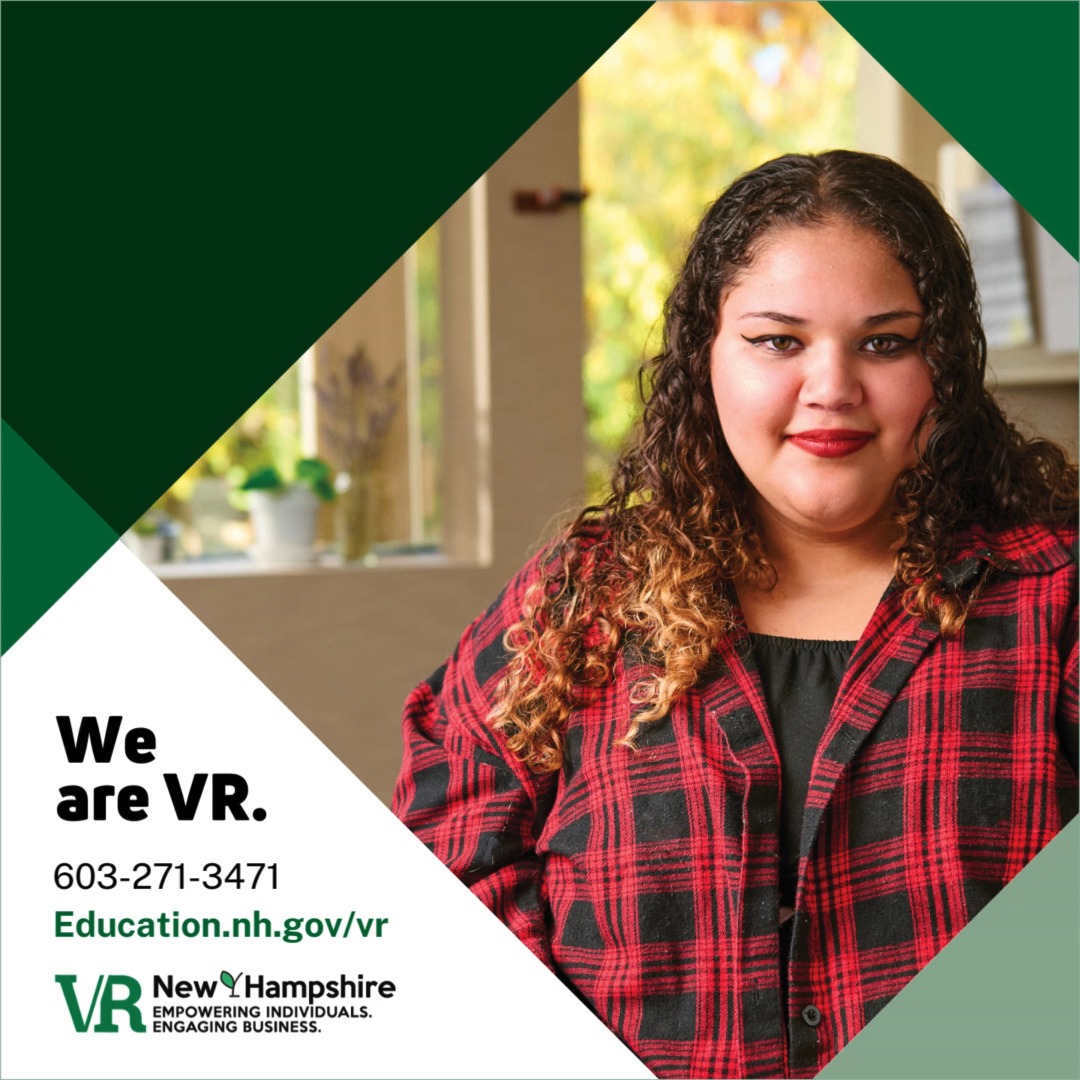 We
are VR.
603-271-3471
Education.nh.gov/vr
VR New Hampshire
EMPOWERING INDIVIDUALS.
ENGAGING BUSINESS.